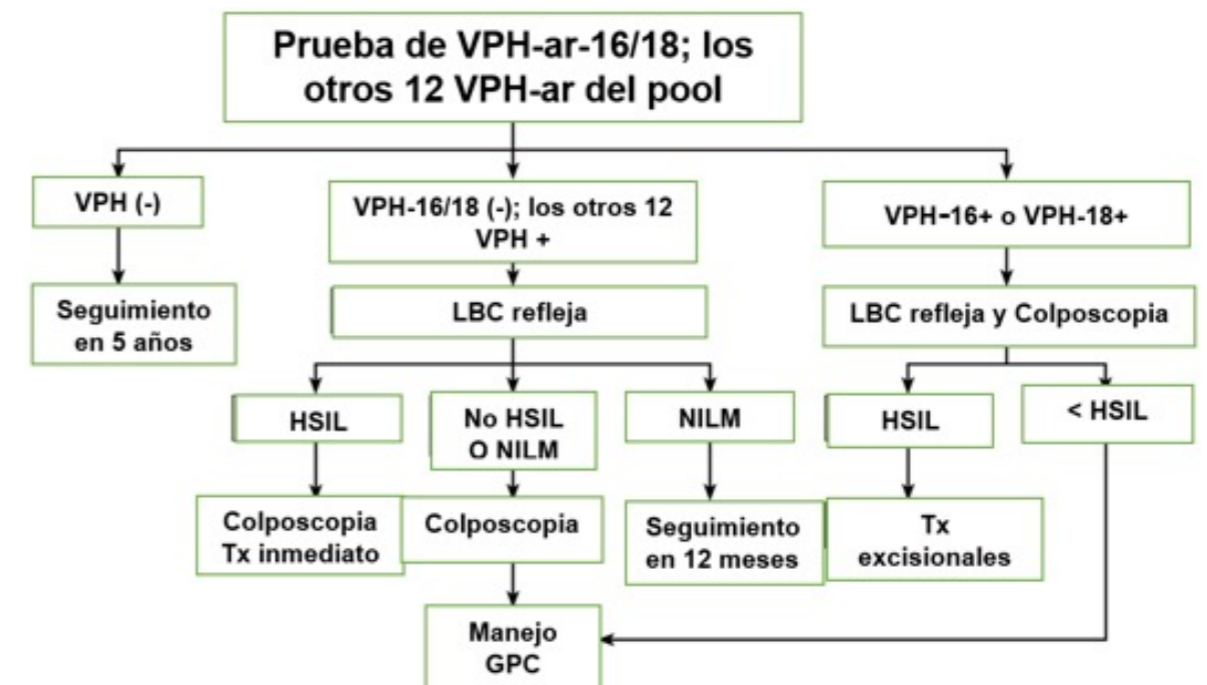 Prueba de VPH-ar-16/18; los
otros 12 VPH-ar del pool
VPH (-)
VPH-16/18 (-); los otros 12
VPH +
VPH-16+ o VPH-18+
Seguimiento
en 5 años
LBC refleja
LBC refleja y Colposcopia
HSIL
No HSIL
O NILM
NILM
HSIL
< HSIL
Colposcopia
Tx inmediato
Colposcopia
Seguimiento
en 12 meses
Tx
excisionales
Manejo
GPC